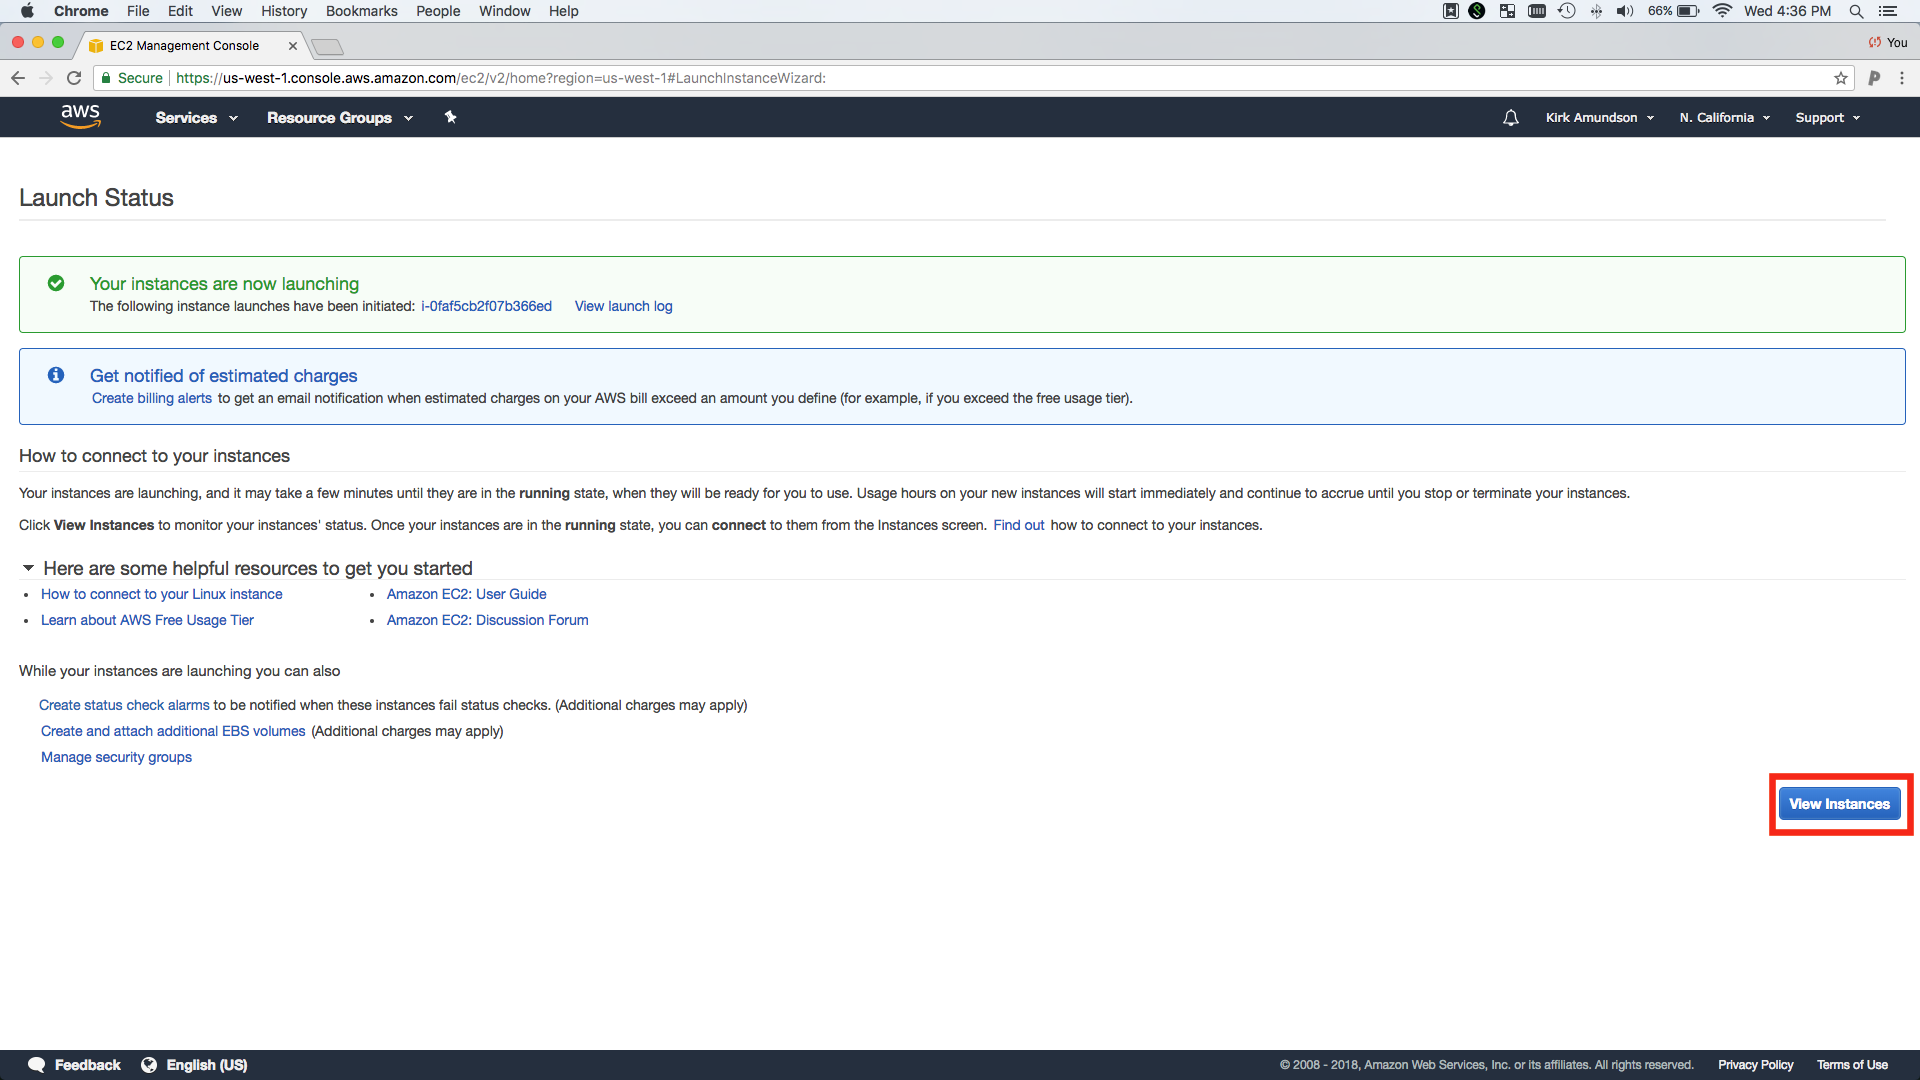 Chrome File Edit View History Bookmarks People Window Help 66% Wed 4:36 PM
EC2 Management Console You
Secure https://us-west-1.console.aws.amazon.com/ec2/v2/home?region=us-west-1#LaunchInstanceWizard:
aws Services Resource Groups Kirk Amundson N. California Support
Launch Status
Your instances are now launching
The following instance launches have been initiated: i-0faf5cb2f07b366ed View launch log
Get notified of estimated charges
Create billing alerts to get an email notification when estimated charges on your AWS bill exceed an amount you define (for example, if you exceed the free usage tier).
How to connect to your instances
Your instances are launching, and it may take a few minutes until they are in the running state, when they will be ready for you to use. Usage hours on your new instances will start immediately and continue to accrue until you stop or terminate your instances.
Click View Instances to monitor your instances' status. Once your instances are in the running state, you can connect to them from the Instances screen. Find out how to connect to your instances.
Here are some helpful resources to get you started
• How to connect to your Linux instance • Amazon EC2: User Guide
• Learn about AWS Free Usage Tier • Amazon EC2: Discussion Forum
While your instances are launching you can also
Create status check alarms to be notified when these instances fail status checks. (Additional charges may apply)
Create and attach additional EBS volumes (Additional charges may apply)
Manage security groups
View Instances
Feedback English (US) © 2008 - 2018, Amazon Web Services, Inc. or its affiliates. All rights reserved. Privacy Policy Terms of Use